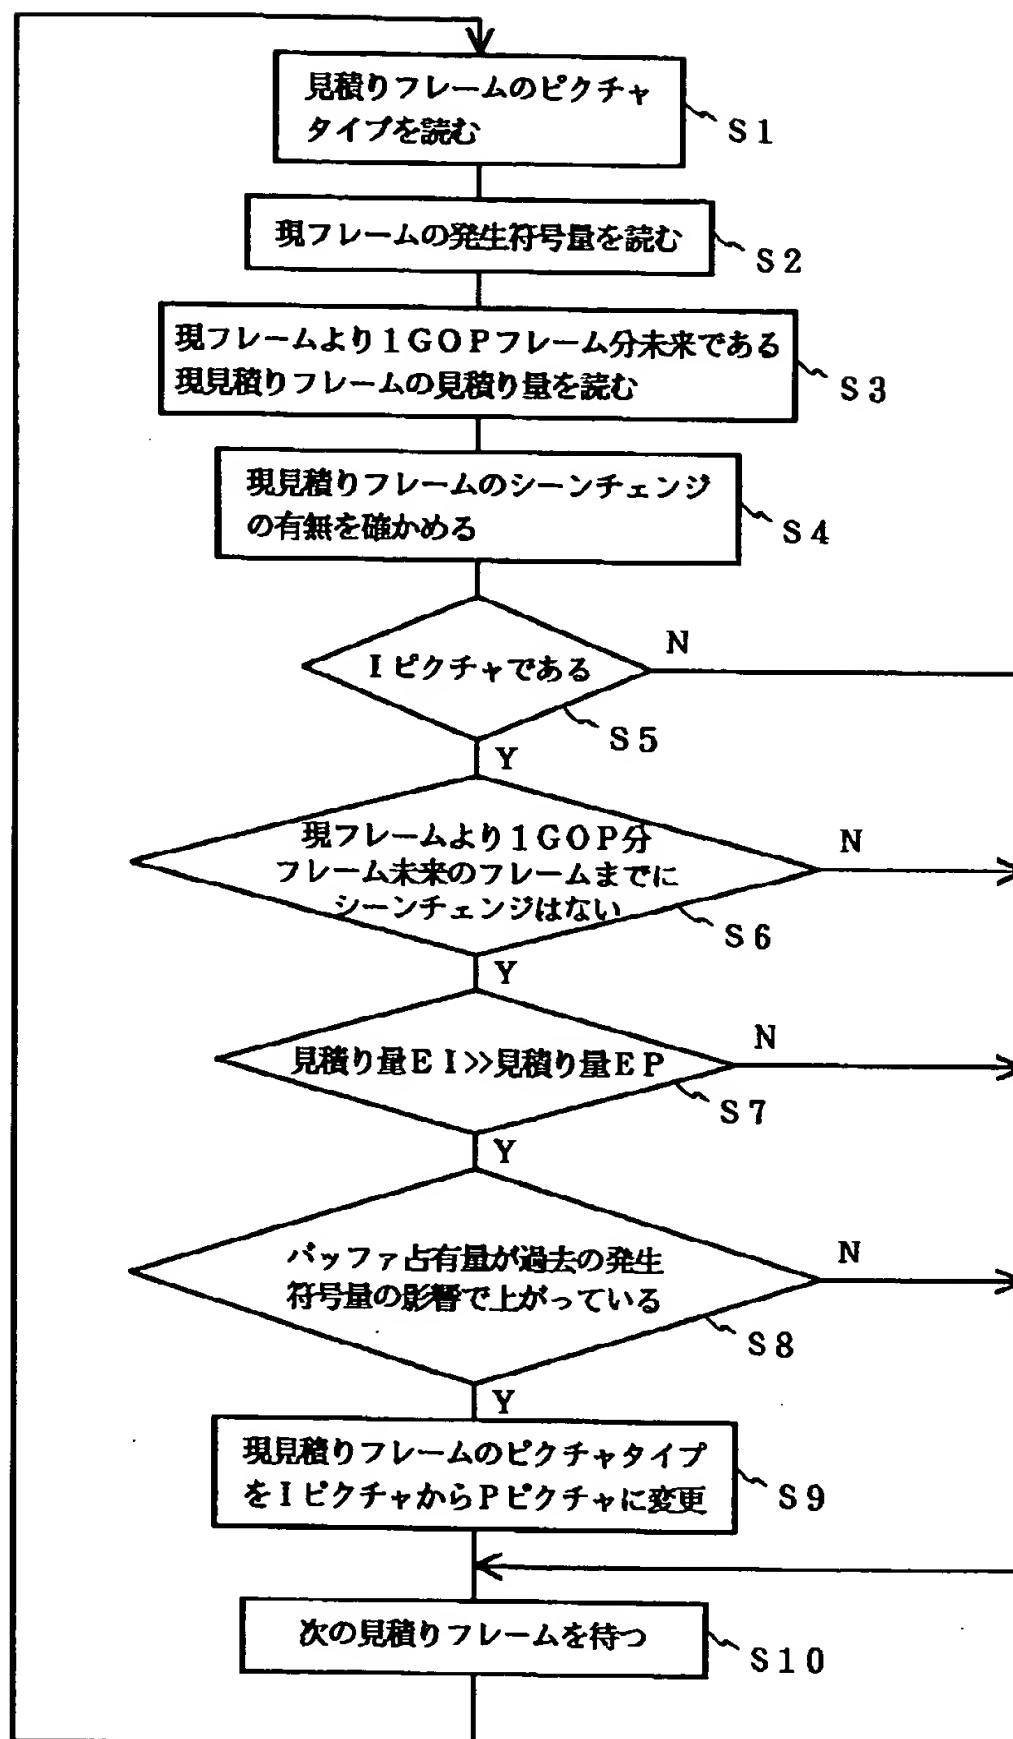 見積りフレームのピクチャ
タイプを読む
S1
現フレームの発生符号量を読む
S2
現フレームより1GOPフレーム分未来である
現見積りフレームの見積り量を読む
S3
現見積りフレームのシーンチェンジ
の有無を確かめる
S4
Iピクチャである
N
S5
Y
現フレームより1GOP分
フレーム未来のフレームまでに
シーンチェンジはない
N
S6
Y
見積り量EI≫見積り量EP
N
S7
Y
バッファ占有量が過去の発生
符号量の影響で上がっている
N
S8
Y
現見積りフレームのピクチャタイプ
をIピクチャからPピクチャに変更
S9
次の見積りフレームを待つ
S10